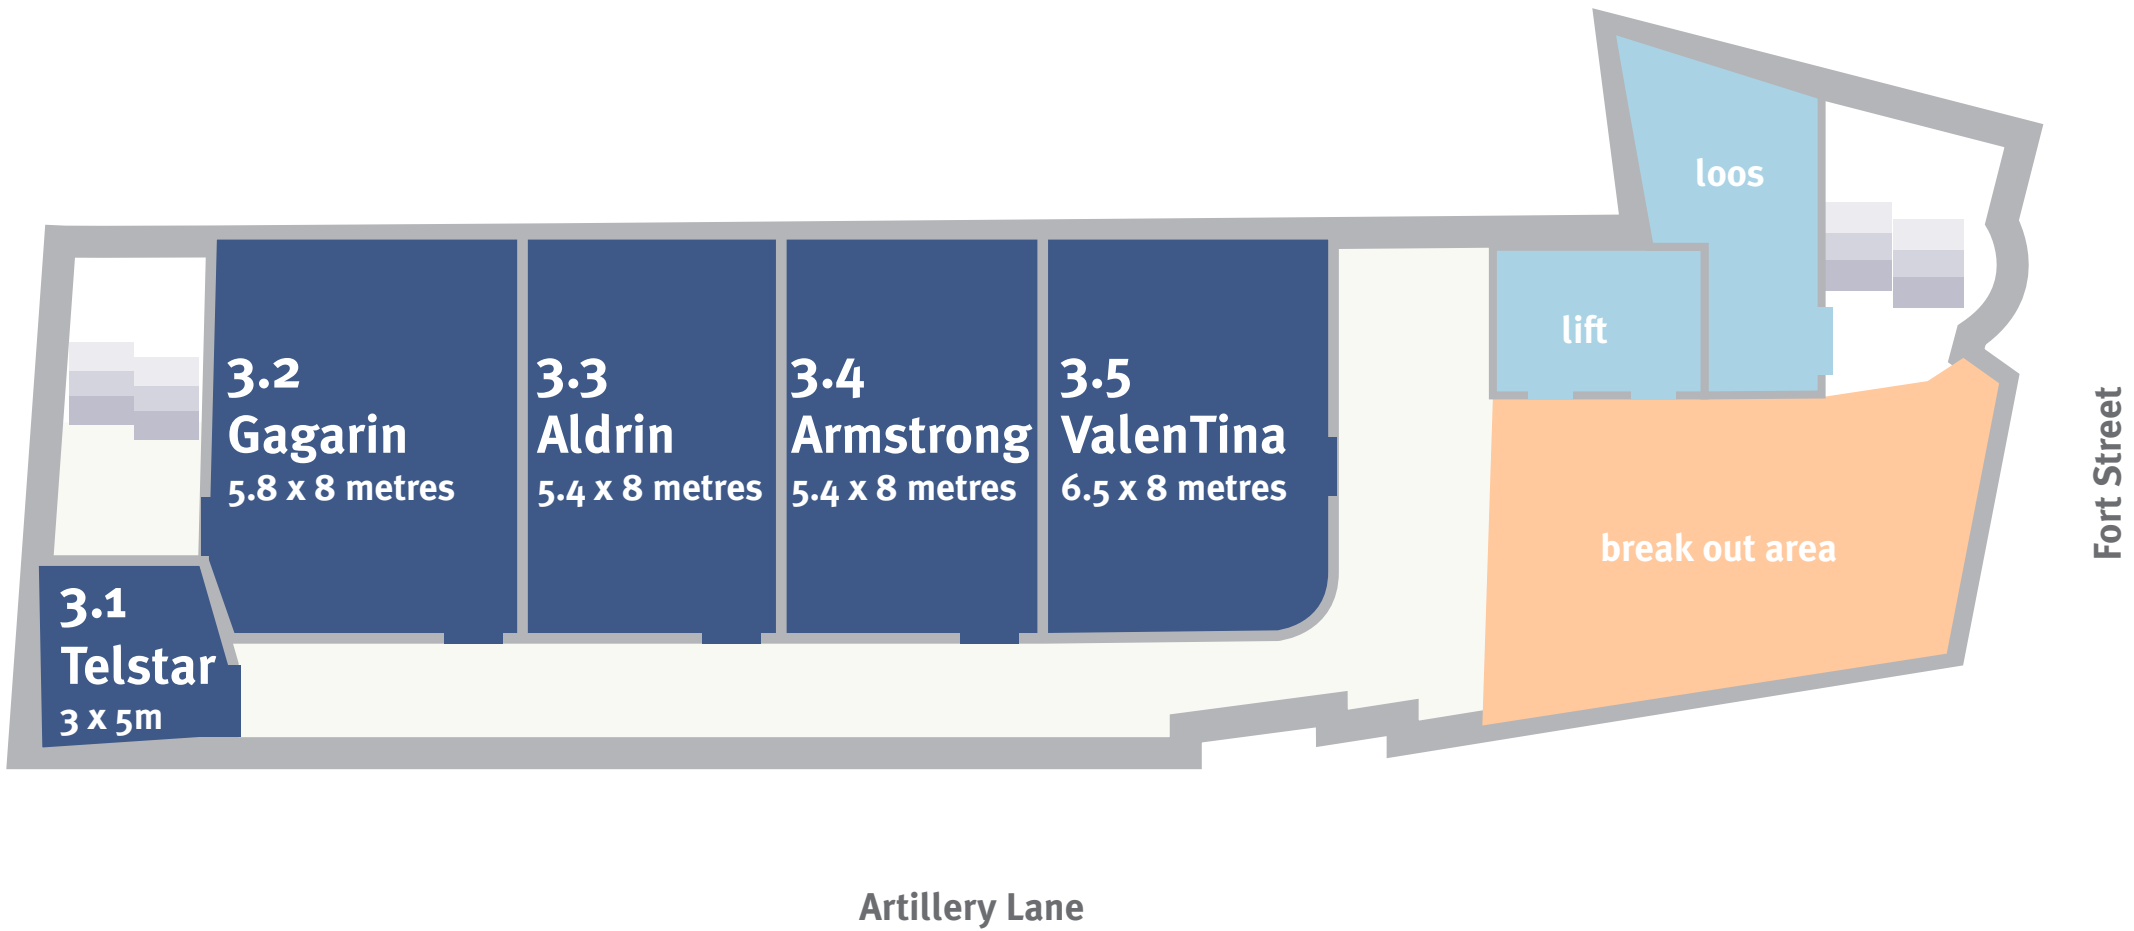 loos
lift
3.2
Gagarin
5.8 x 8 metres
3.3
Aldrin
5.4 x 8 metres
3.4
Armstrong
5.4 x 8 metres
3.5
ValenTina
6.5 x 8 metres
break out area
Fort Street
3.1
Telstar
3 x 5m
Artillery Lane